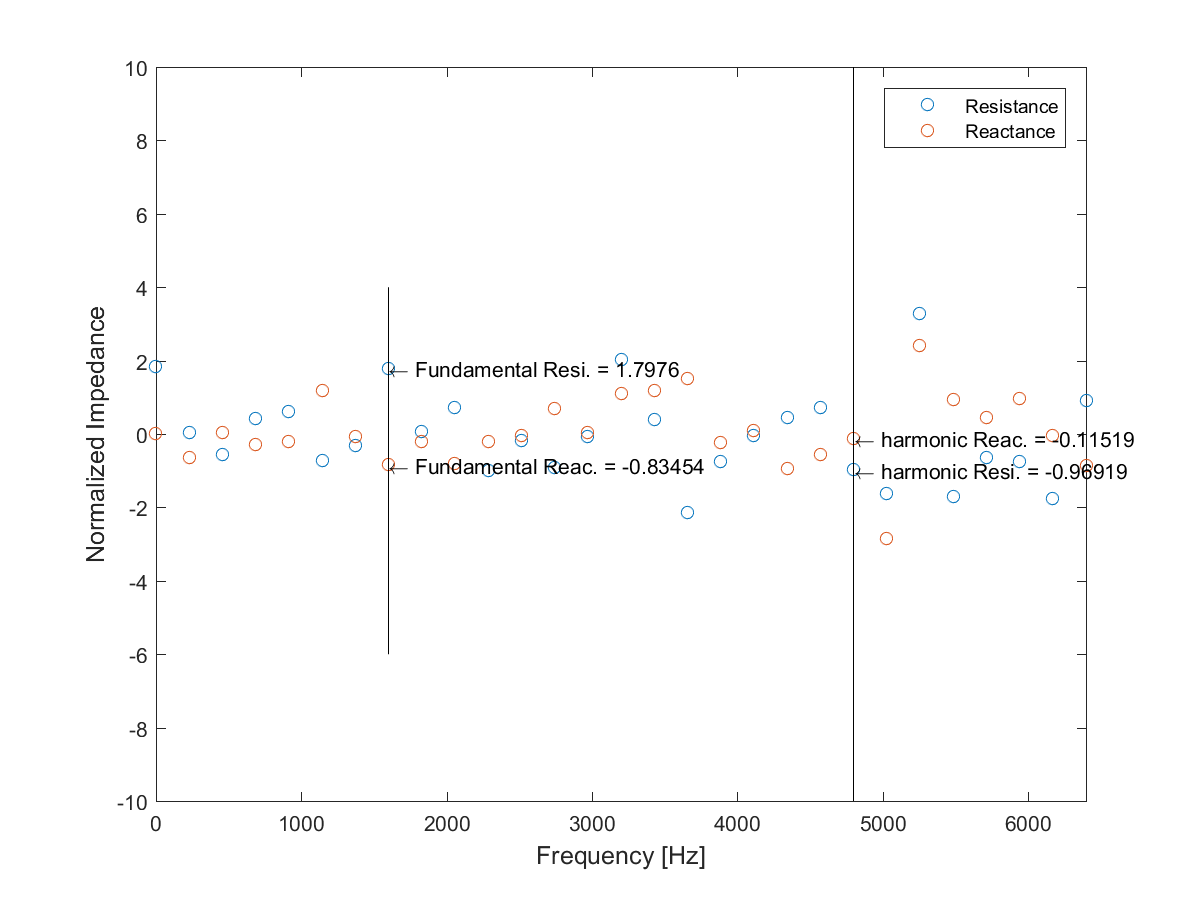 10
8
6
4
2
0
-2
-4
-6
-8
-10
Normalized Impedance
Resistance
Reactance
Fundamental Resi. = 1.7976
Fundamental Reac. = -0.83454
harmonic Reac. = -0.11519
harmonic Resi. = -0.96919
0
1000
2000
3000
4000
5000
6000
Frequency [Hz]